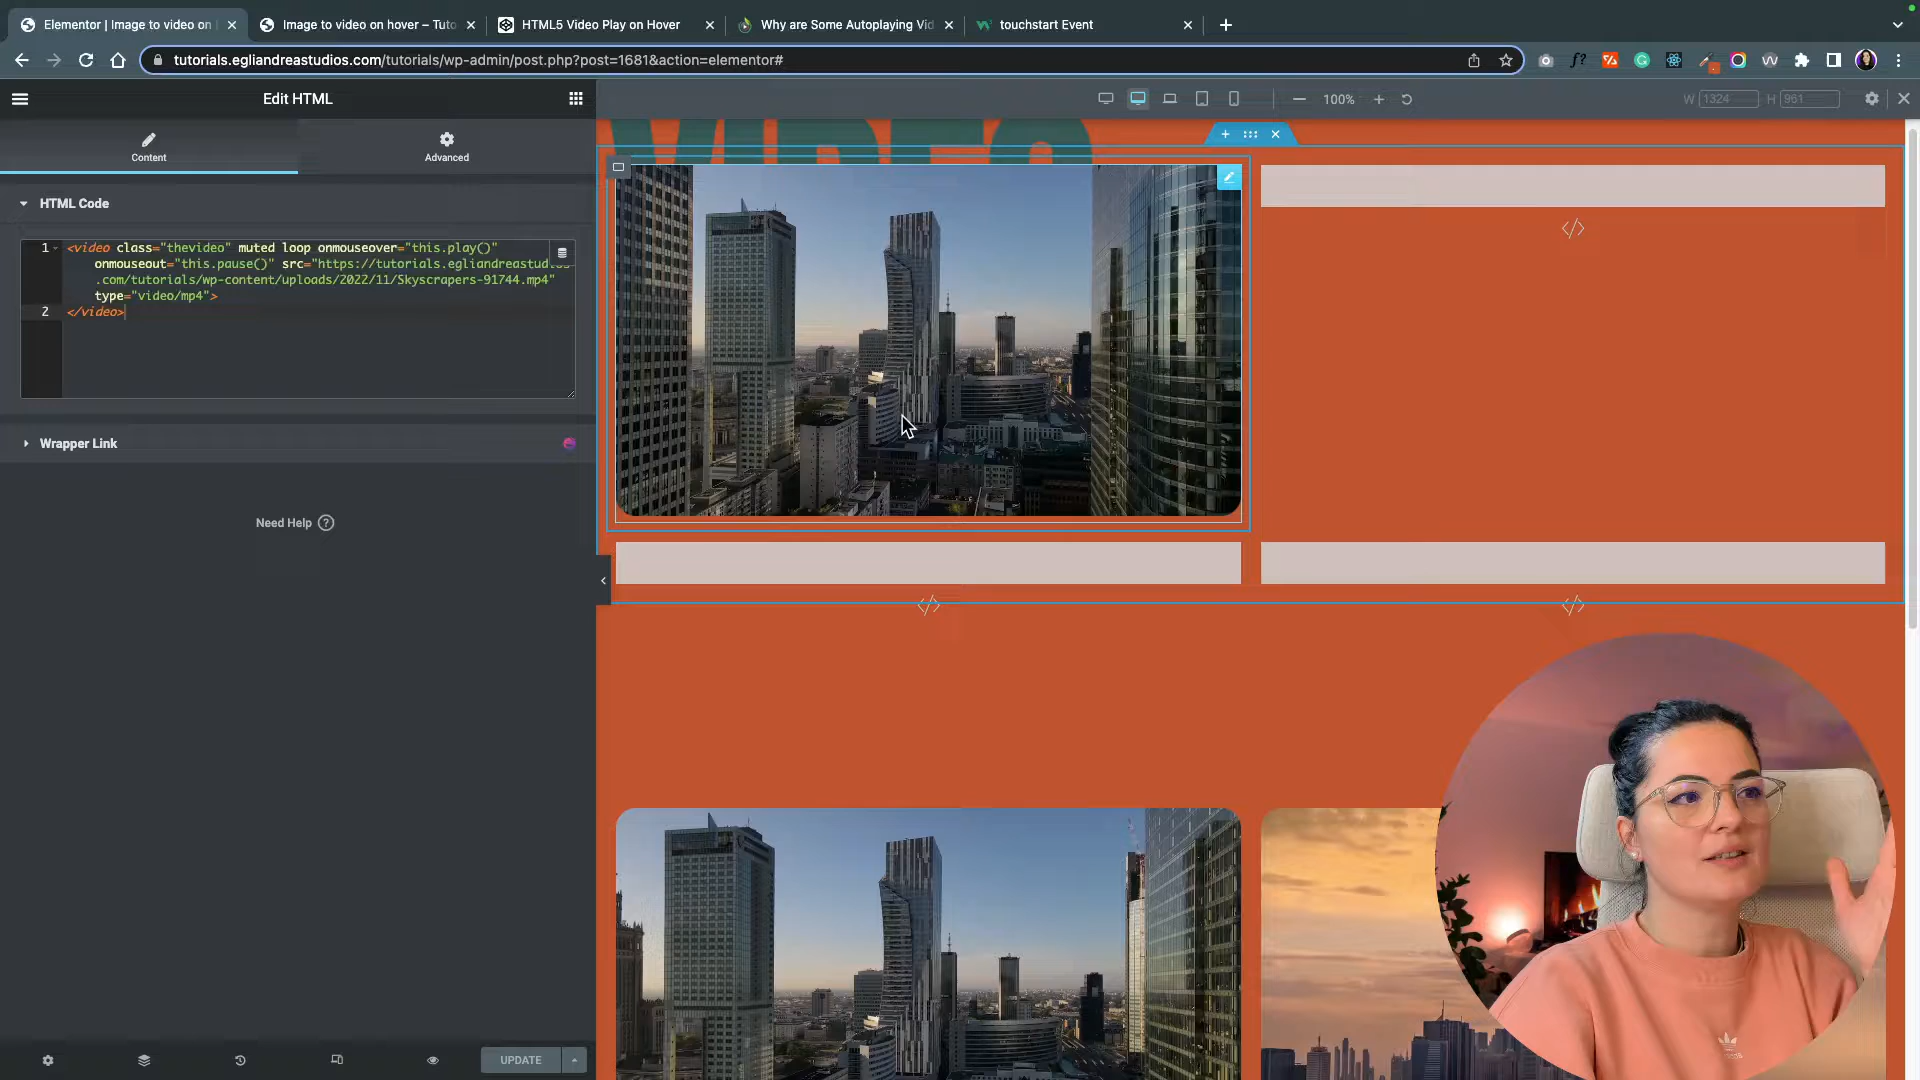 Elementor | Image to video on
Image to video on hover – Tuto
HTML5 Video Play on Hover
Why are Some Autoplaying Vid
touchstart Event
tutorials.egliandreastudios.com/tutorials/wp-admin/post.php?post=1681&action=elementor#
Edit HTML
100%
W 1324 H 961
Content
Advanced
HTML Code
1 <video class="thevideo" muted loop onmouseover="this.play()"
onmouseout="this.pause()" src="https://tutorials.egliandreastudios
.com/tutorials/wp-content/uploads/2022/11/Skyscrapers-91744.mp4"
type="video/mp4">
2 </video>
Wrapper Link
Need Help ?
UPDATE